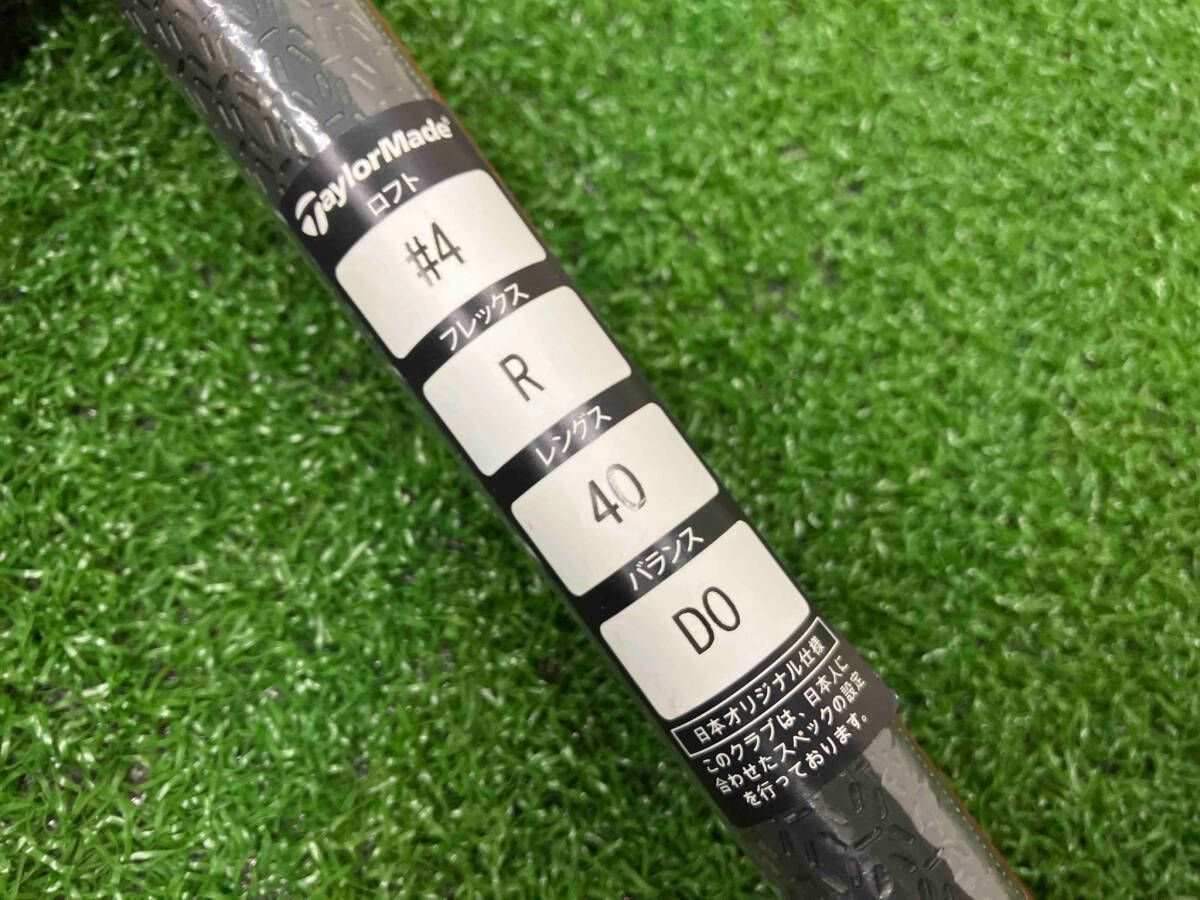 TaylorMade®
ロフト
#4
フレックス
R
レングス
40
バランス
D0
日本オリジナル仕様
このクラブは、日本人に
合わせたスペックの設定
を行っております。